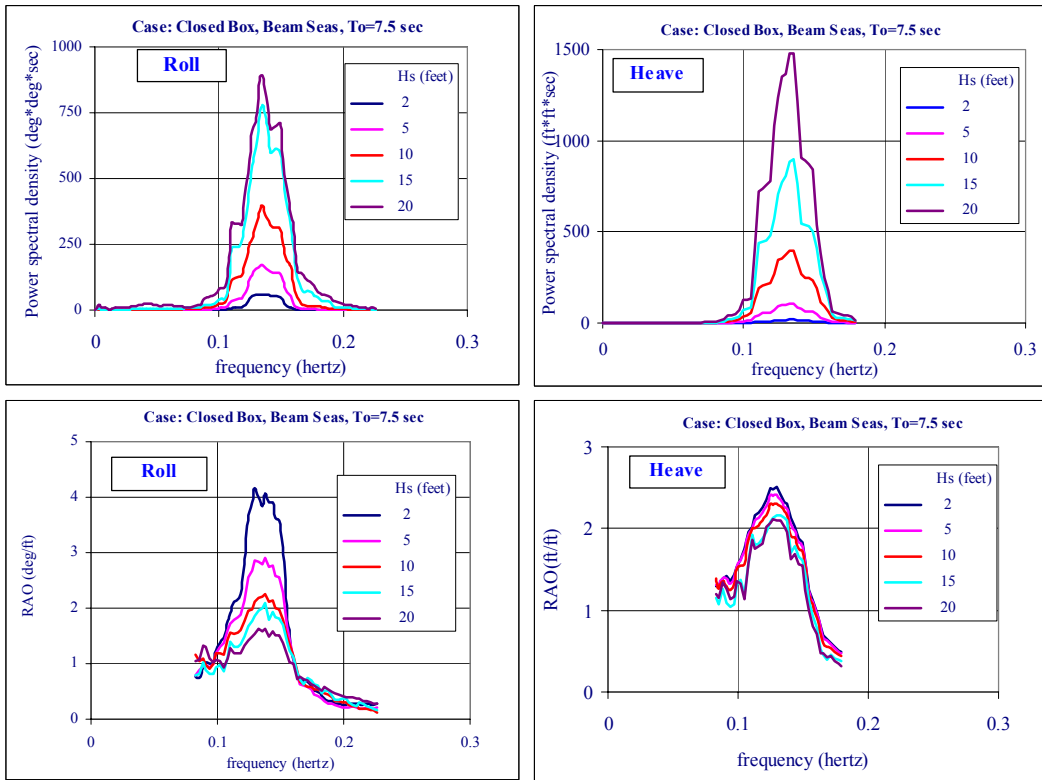 Case: Closed Box, Beam Seas, To=7.5 sec
Roll
Hs (feet)
2
5
10
15
20
Power spectral density (deg*deg*sec)
1000
750
500
250
0
0
0.1
0.2
0.3
frequency (hertz)
Case: Closed Box, Beam Seas, To=7.5 sec
Heave
Hs (feet)
2
5
10
15
20
Power spectral density (ft*ft*sec)
1500
1000
500
0
0
0.1
0.2
0.3
frequency (hertz)
Case: Closed Box, Beam Seas, To=7.5 sec
Roll
Hs (feet)
2
5
10
15
20
RAO (deg/ft)
5
4
3
2
1
0
0
0.1
0.2
0.3
frequency (hertz)
Case: Closed Box, Beam Seas, To=7.5 sec
Heave
Hs (feet)
2
5
10
15
20
RAO(ft/ft)
3
2
1
0
0
0.1
0.2
0.3
frequency (hertz)